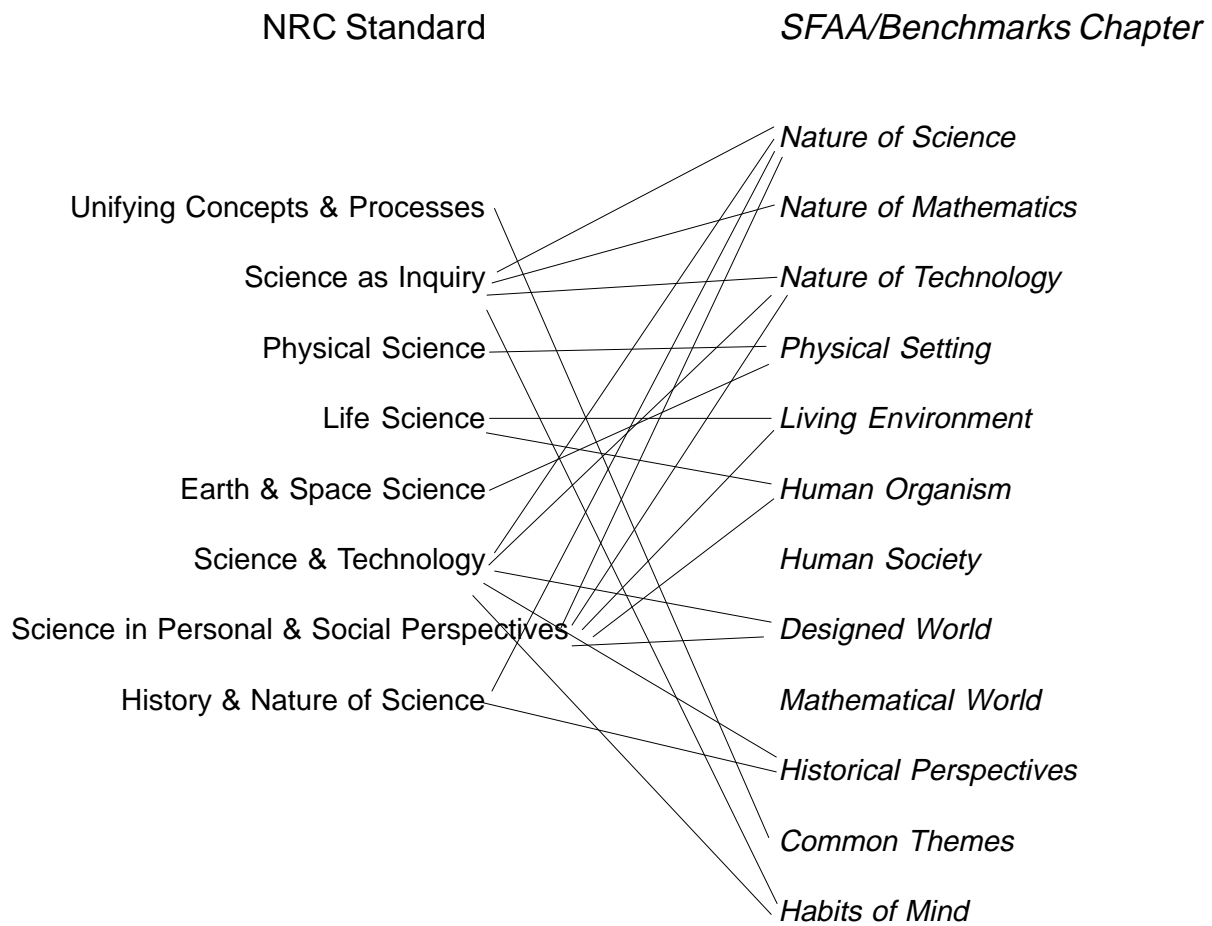 NRC Standard SFAA/Benchmarks Chapter
Nature of Science
Unifying Concepts & Processes Nature of Mathematics
Science as Inquiry Nature of Technology
Physical Science Physical Setting
Life Science Living Environment
Earth & Space Science Human Organism
Science & Technology Human Society
Science in Personal & Social Perspectives Designed World
History & Nature of Science Mathematical World
Historical Perspectives
Common Themes
Habits of Mind